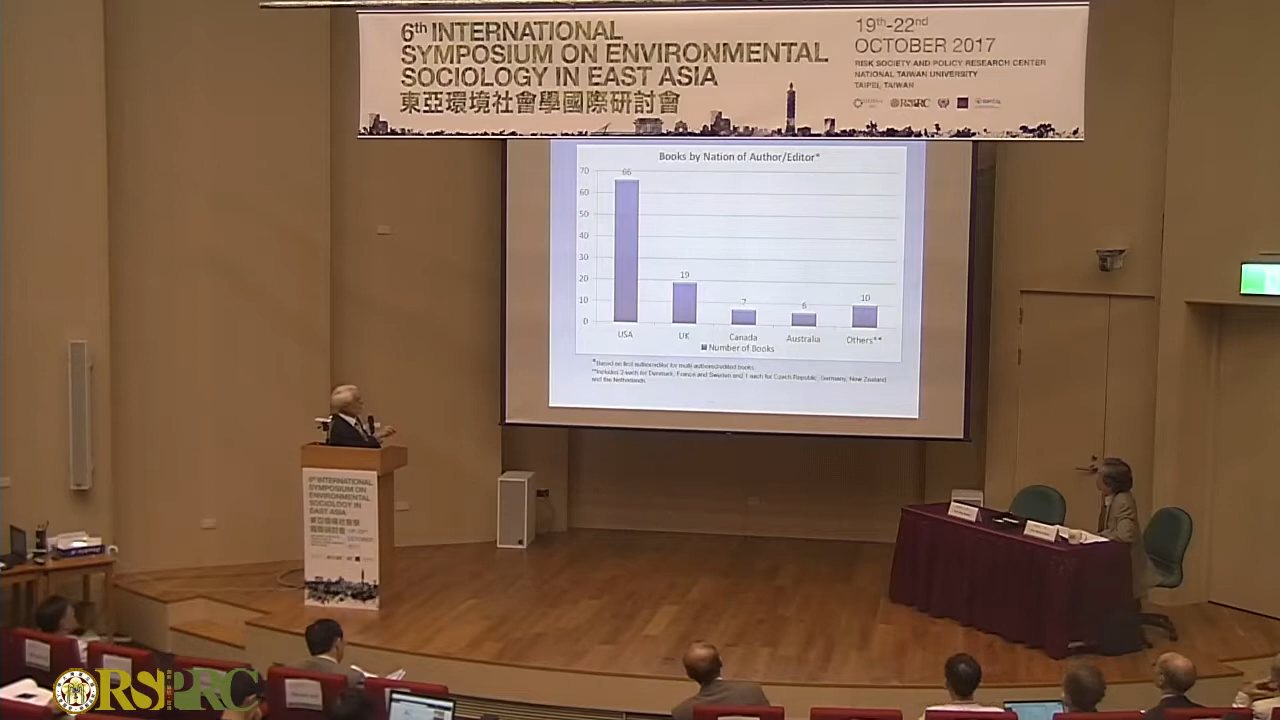 6th INTERNATIONAL
SYMPOSIUM ON ENVIRONMENTAL
SOCIOLOGY IN EAST ASIA
東亞環境社會學國際研討會
19th-22nd
OCTOBER 2017
RISK SOCIETY AND POLICY RESEARCH CENTER
NATIONAL TAIWAN UNIVERSITY
TAIPEI, TAIWAN
RSPRC
Books by Nation of Author/Editor*
70
60
50
40
30
20
10
0
66
19
7
6
10
USA
UK
Canada
Australia
Others**
Number of Books
*Based on first author/editor for multi-authored/edited books.
**Includes 2 each for Denmark, France and Sweden and 1 each for Czech Republic, Germany, New Zealand
and the Netherlands.
6th INTERNATIONAL
SYMPOSIUM ON
ENVIRONMENTAL
SOCIOLOGY IN
EAST ASIA
東亞環境社會學
國際研討會
OCTOBER
RSPRC